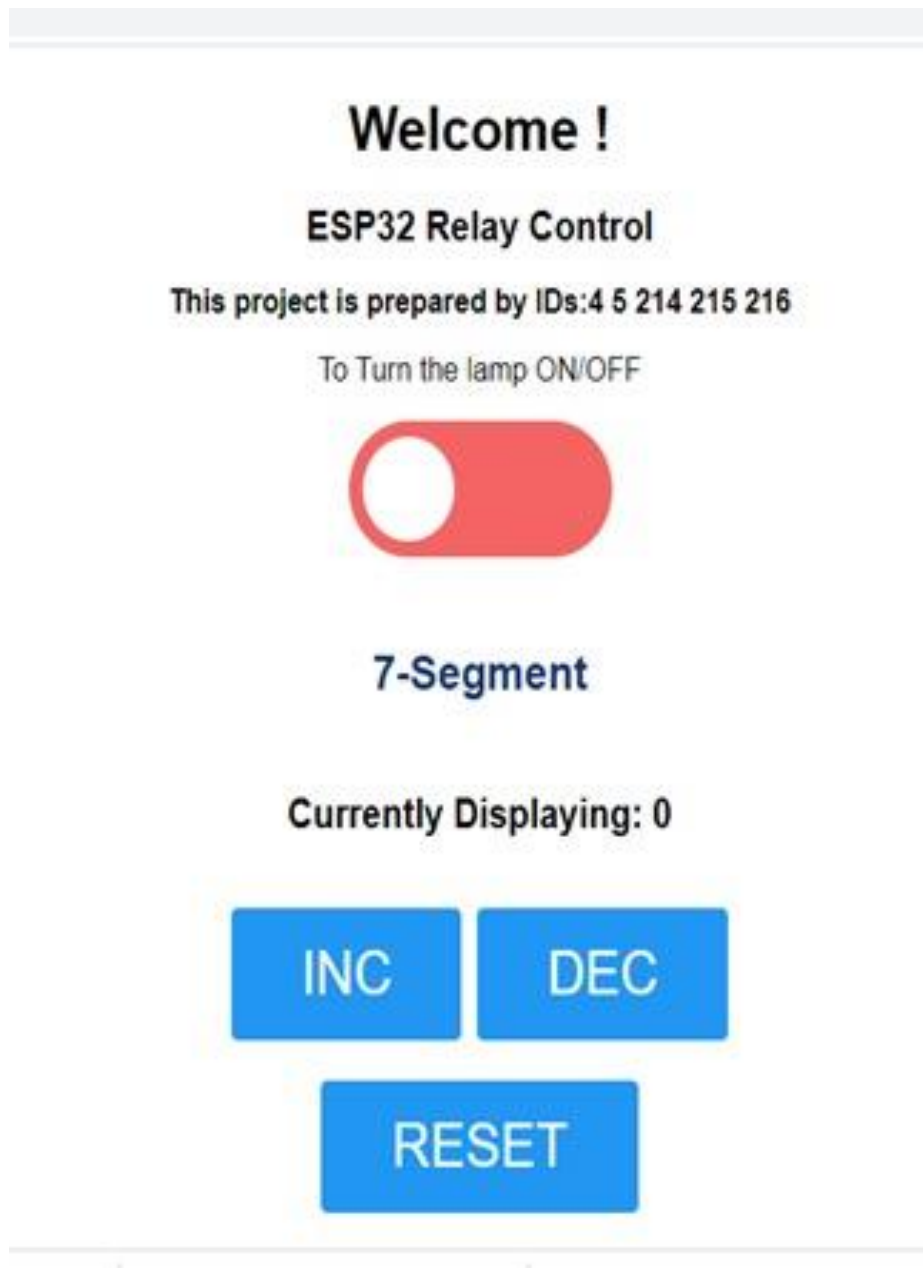 Welcome !
ESP32 Relay Control
This project is prepared by IDs:4 5 214 215 216
To Turn the lamp ON/OFF
7-Segment
Currently Displaying: 0
INC DEC
RESET